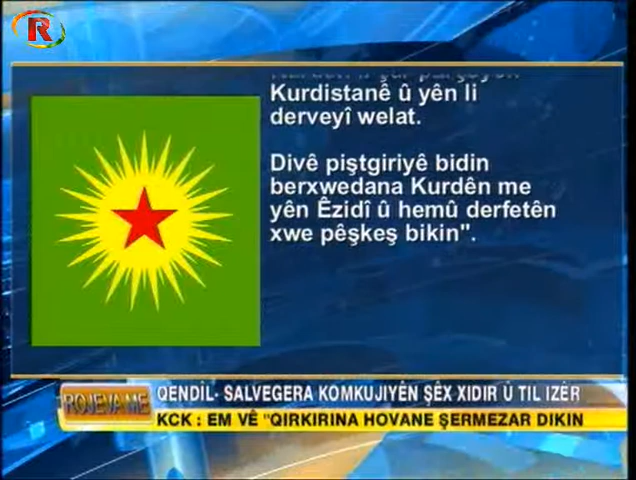 R
Kurdistanê û yên li
derveyî welat.
Divê piştgiriyê bidin
berxwedana Kurdên me
yên Êzidî û hemû derfetên
xwe pêşkeş bikin".
ROJEVA ME
QENDÎL- SALVEGERA KOMKUJIYÊN ŞÊX XIDIR Û TIL IZÊR
KCK : EM VÊ "QIRKIRINA HOVANE ŞERMEZAR DIKIN